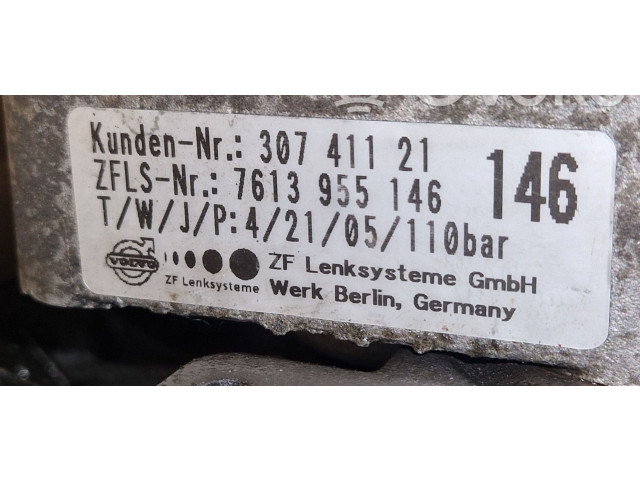 Kunden-Nr.: 307 411 21
146
ZFLS-Nr.: 7613 955 146
T/W/J/P: 4/21/05/110bar
VOLVO
ZF Lenksysteme
ZF Lenksysteme GmbH
Werk Berlin, Germany